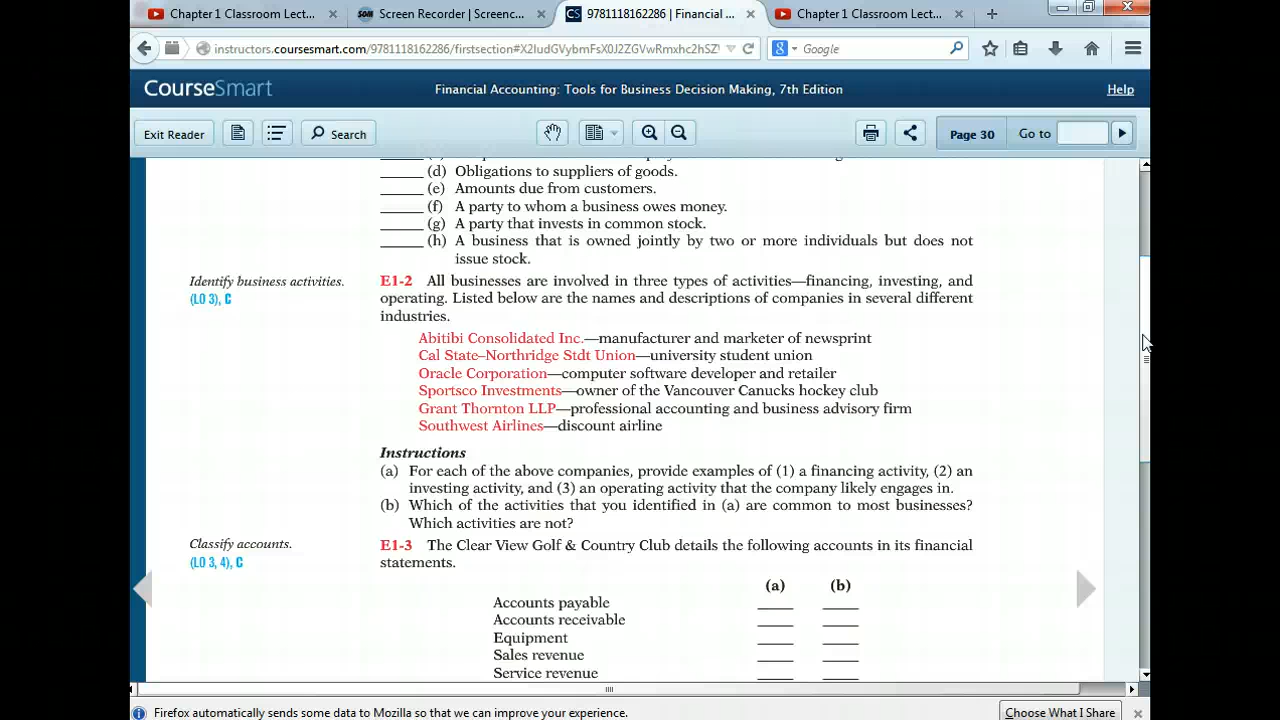 Chapter 1 Classroom Lect...
Screen Recorder | Screenc...
CS 9781118162286 | Financial ...
Chapter 1 Classroom Lect...
instructors.coursesmart.com/9781118162286/firstsection#X2ludGVybmFsX0J2ZGVwRmxhc2hSZ
Google
CourseSmart
Financial Accounting: Tools for Business Decision Making, 7th Edition
Help
Exit Reader
Search
Page 30
Go to
(d) Obligations to suppliers of goods.
(e) Amounts due from customers.
(f) A party to whom a business owes money.
(g) A party that invests in common stock.
(h) A business that is owned jointly by two or more individuals but does not
issue stock.
Identify business activities.
(LO 3), C
E1-2 All businesses are involved in three types of activities—financing, investing, and
operating. Listed below are the names and descriptions of companies in several different
industries.
Abitibi Consolidated Inc.—manufacturer and marketer of newsprint
Cal State–Northridge Stdt Union—university student union
Oracle Corporation—computer software developer and retailer
Sportsco Investments—owner of the Vancouver Canucks hockey club
Grant Thornton LLP—professional accounting and business advisory firm
Southwest Airlines—discount airline
Instructions
(a) For each of the above companies, provide examples of (1) a financing activity, (2) an
investing activity, and (3) an operating activity that the company likely engages in.
(b) Which of the activities that you identified in (a) are common to most businesses?
Which activities are not?
Classify accounts.
(LO 3, 4), C
E1-3 The Clear View Golf & Country Club details the following accounts in its financial
statements.
(a) (b)
Accounts payable
Accounts receivable
Equipment
Sales revenue
Service revenue
Firefox automatically sends some data to Mozilla so that we can improve your experience.
Choose What I Share